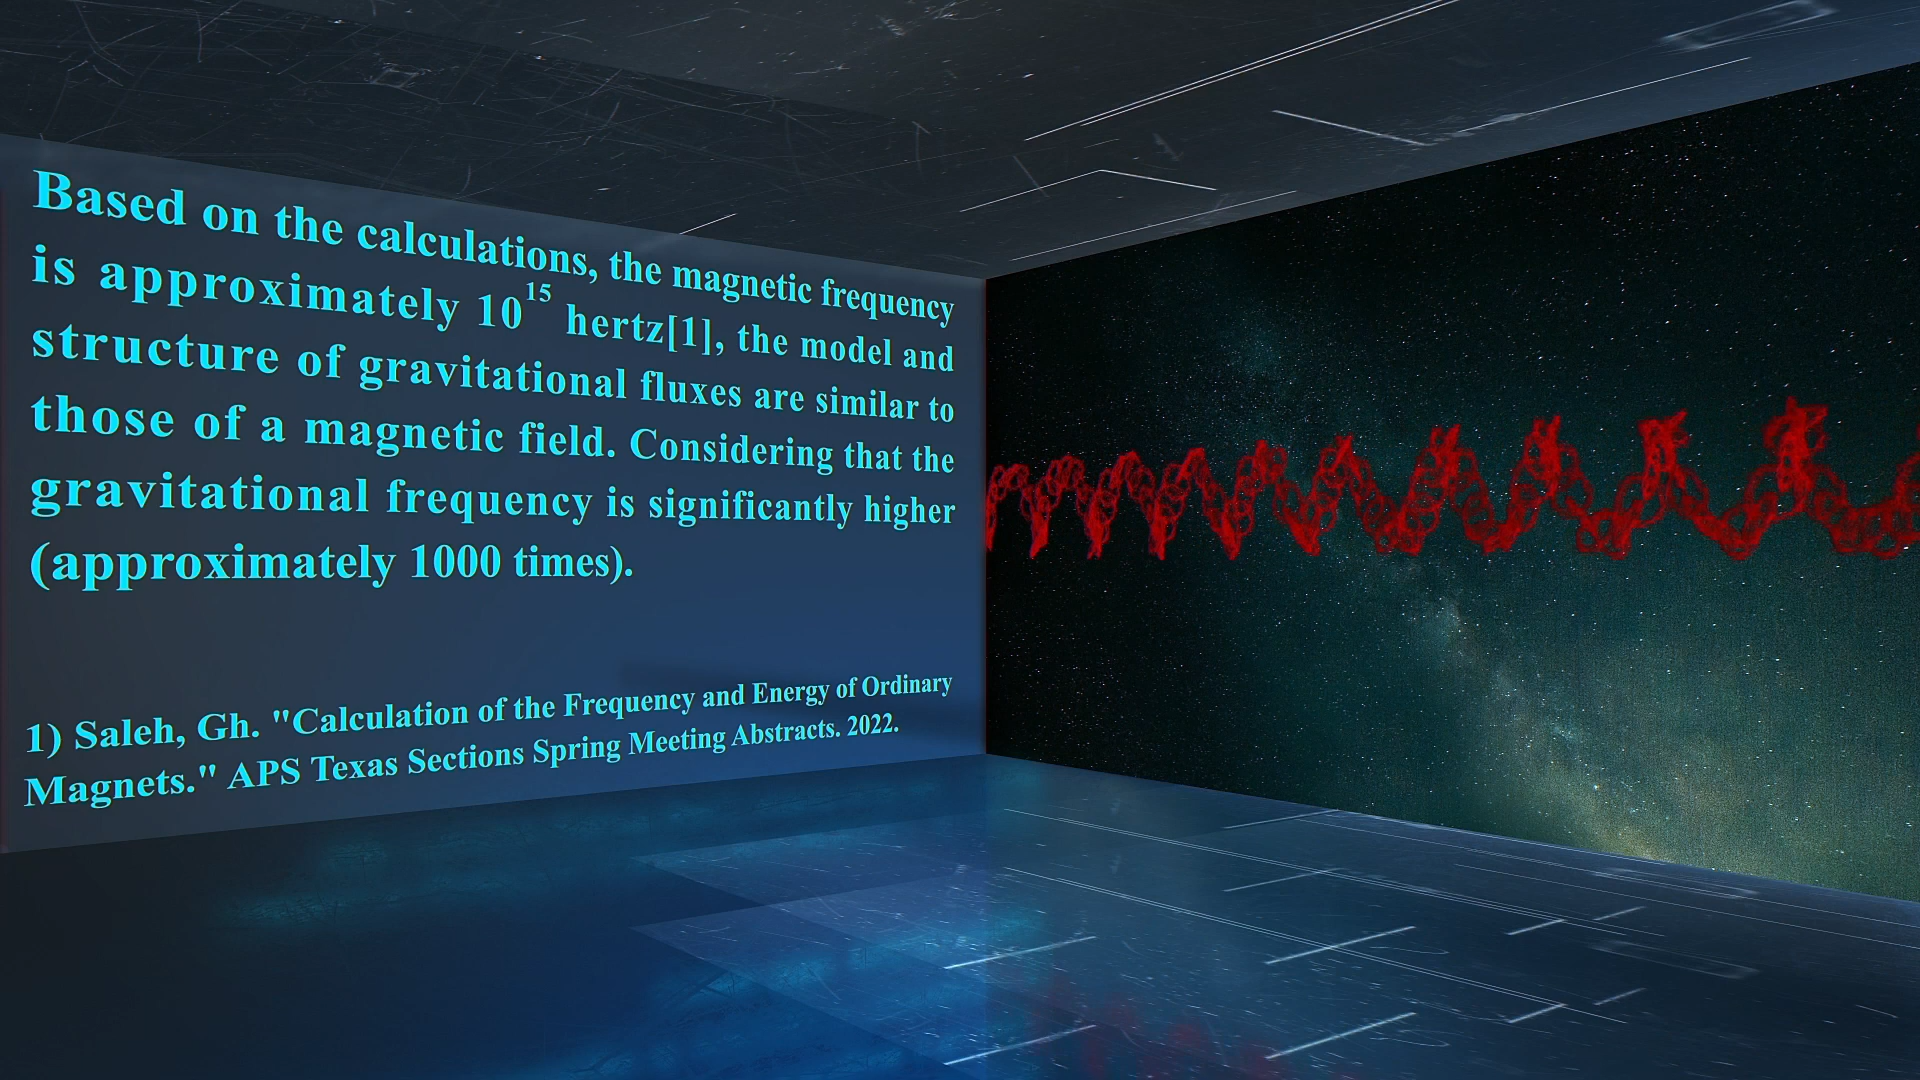 Based on the calculations, the magnetic frequency
is approximately 10¹⁵ hertz[1], the model and
structure of gravitational fluxes are similar to
those of a magnetic field. Considering that the
gravitational frequency is significantly higher
(approximately 1000 times).
1) Saleh, Gh. "Calculation of the Frequency and Energy of Ordinary
Magnets." APS Texas Sections Spring Meeting Abstracts. 2022.